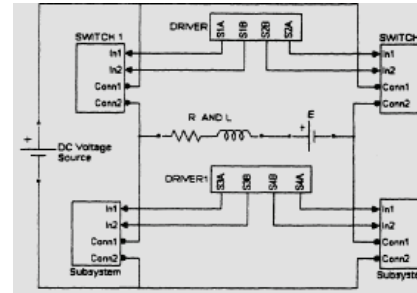 DRIVER
S1A S1B S2B S2A
SWITCH 1
In1
In2
Conn1
Conn2
SWITCH
In1
In2
Conn1
Conn2
R AND L
E
+
+
DC Voltage
Source
DRIVER1
S3A S3B S4B S4A
In1
In2
Conn1
Conn2
Subsystem
In1
In2
Conn1
Conn2
Subsyste